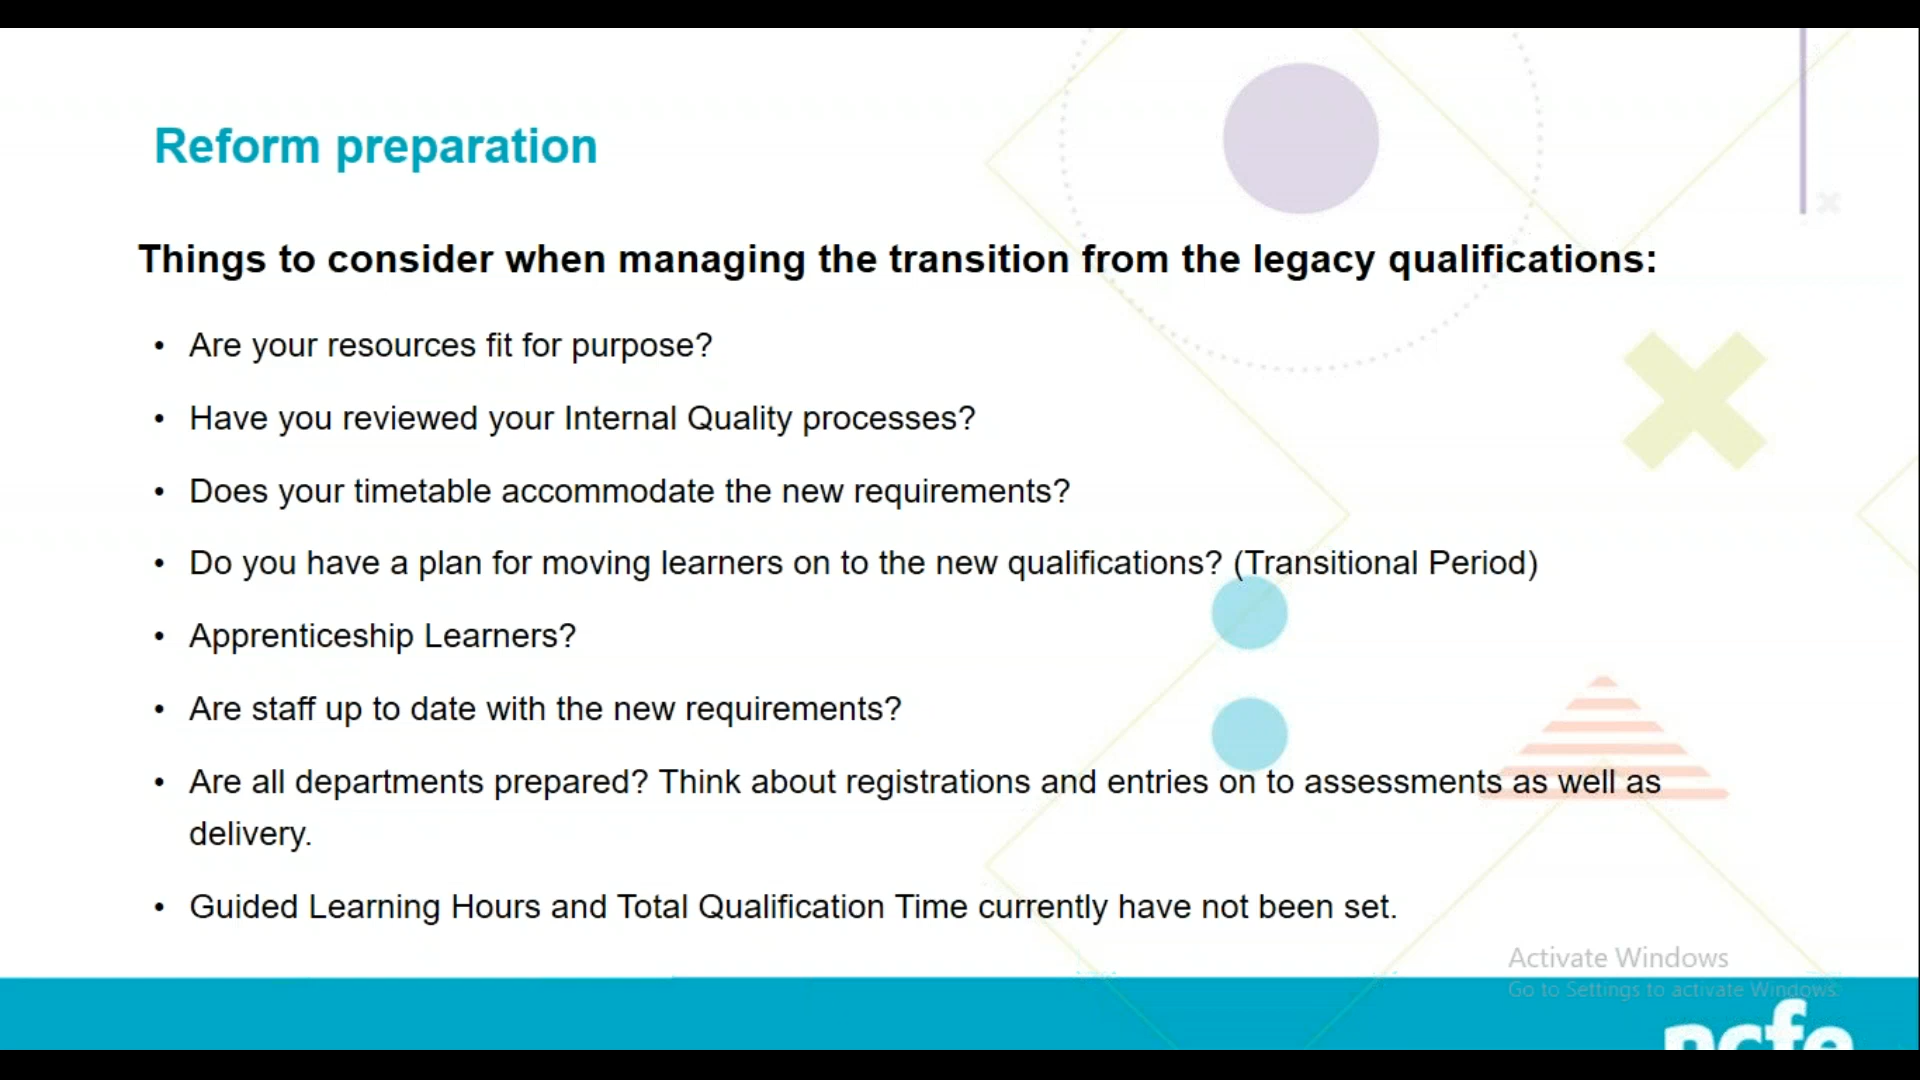 Reform preparation
Things to consider when managing the transition from the legacy qualifications:
• Are your resources fit for purpose?
• Have you reviewed your Internal Quality processes?
• Does your timetable accommodate the new requirements?
• Do you have a plan for moving learners on to the new qualifications? (Transitional Period)
• Apprenticeship Learners?
• Are staff up to date with the new requirements?
• Are all departments prepared? Think about registrations and entries on to assessments as well as
delivery.
• Guided Learning Hours and Total Qualification Time currently have not been set.
Activate Windows
Go to Settings to activate Windows.
ncfe